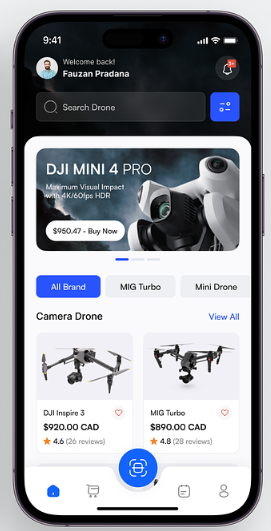 9:41
Welcome back!
Fauzan Pradana
9+
Search Drone
DJI MINI 4 PRO
Maximum Visual Impact
with 4K/60fps HDR
$950.47 - Buy Now
All Brand
MIG Turbo
Mini Drone
Camera Drone
View All
DJI Inspire 3
$920.00 CAD
4.6 (26 reviews)
MIG Turbo
$890.00 CAD
4.8 (28 reviews)